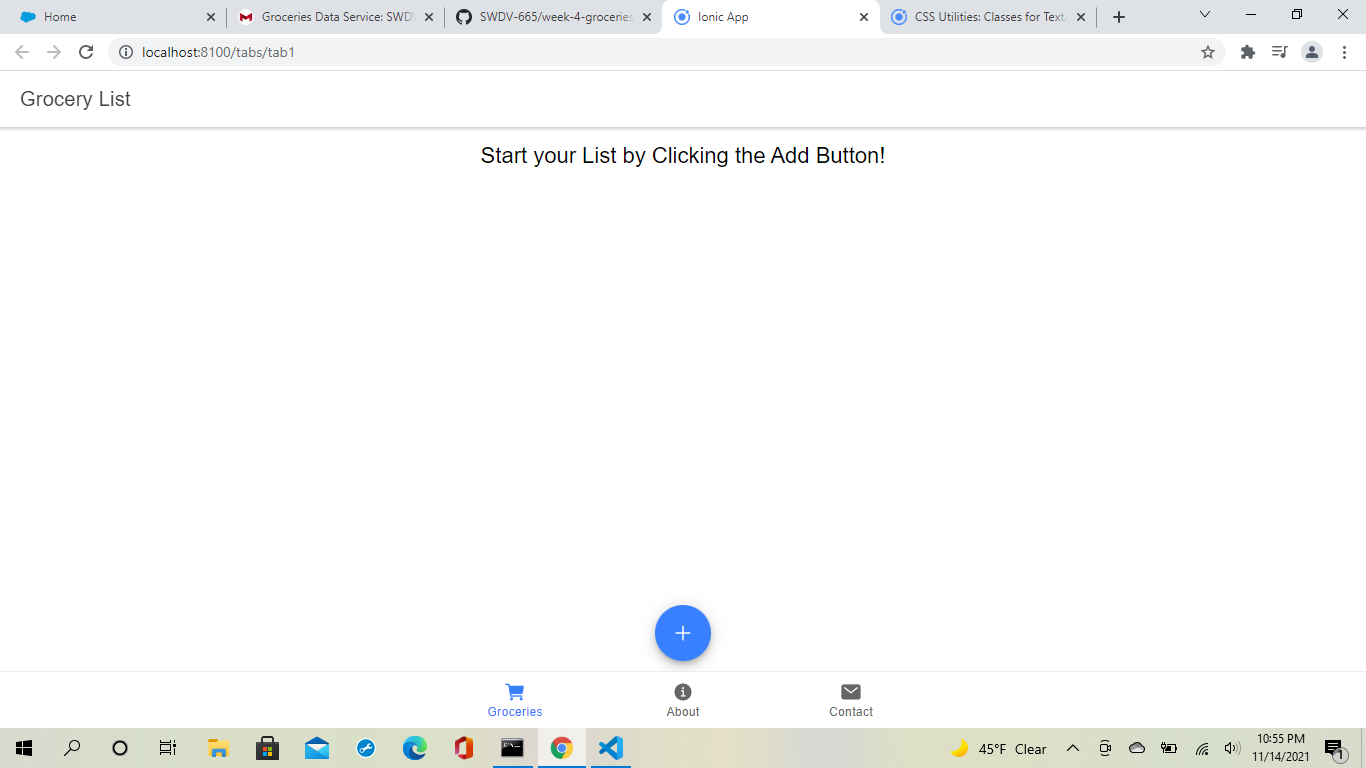 Home
Groceries Data Service: SWDV
SWDV-665/week-4-groceries
Ionic App
CSS Utilities: Classes for Text
localhost:8100/tabs/tab1
Grocery List
Start your List by Clicking the Add Button!
Groceries
About
Contact
45°F Clear
10:55 PM
11/14/2021
1